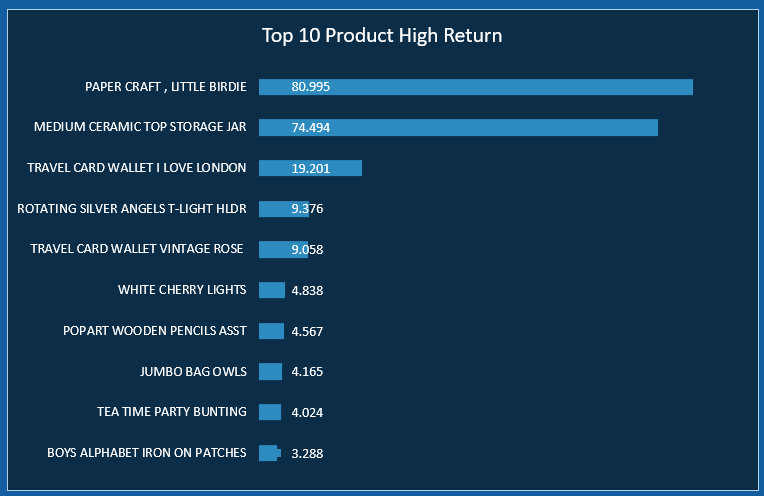 Top 10 Product High Return
PAPER CRAFT , LITTLE BIRDIE 80.995
MEDIUM CERAMIC TOP STORAGE JAR 74.494
TRAVEL CARD WALLET I LOVE LONDON 19.201
ROTATING SILVER ANGELS T-LIGHT HLDR 9.376
TRAVEL CARD WALLET VINTAGE ROSE 9.058
WHITE CHERRY LIGHTS 4.838
POPART WOODEN PENCILS ASST 4.567
JUMBO BAG OWLS 4.165
TEA TIME PARTY BUNTING 4.024
BOYS ALPHABET IRON ON PATCHES 3.288